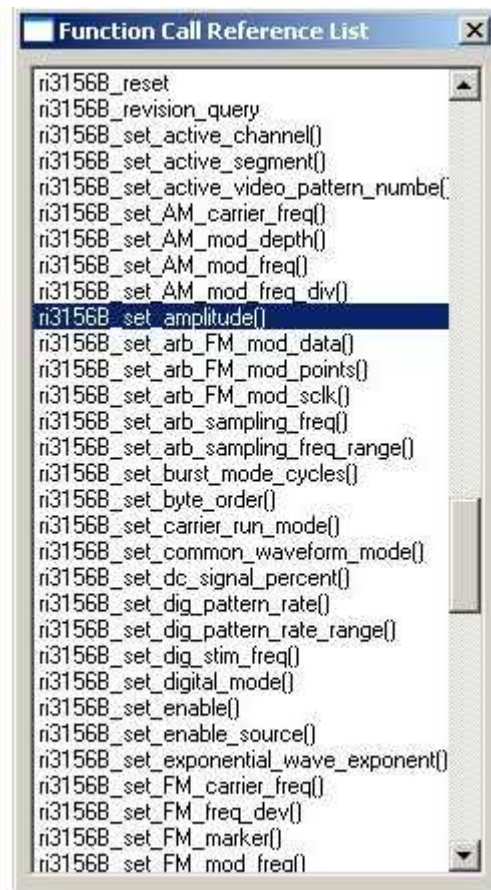 Function Call Reference List
ri3156B_reset
ri3156B_revision_query
ri3156B_set_active_channel()
ri3156B_set_active_segment()
ri3156B_set_active_video_pattern_numbe(
ri3156B_set_AM_carrier_freq()
ri3156B_set_AM_mod_depth()
ri3156B_set_AM_mod_freq()
ri3156B_set_AM_mod_freq_div()
ri3156B_set_amplitude()
ri3156B_set_arb_FM_mod_data()
ri3156B_set_arb_FM_mod_points()
ri3156B_set_arb_FM_mod_sclk()
ri3156B_set_arb_sampling_freq()
ri3156B_set_arb_sampling_freq_range()
ri3156B_set_burst_mode_cycles()
ri3156B_set_byte_order()
ri3156B_set_carrier_run_mode()
ri3156B_set_common_waveform_mode()
ri3156B_set_dc_signal_percent()
ri3156B_set_dig_pattern_rate()
ri3156B_set_dig_pattern_rate_range()
ri3156B_set_dig_stim_freq()
ri3156B_set_digital_mode()
ri3156B_set_enable()
ri3156B_set_enable_source()
ri3156B_set_exponential_wave_exponent()
ri3156B_set_FM_carrier_freq()
ri3156B_set_FM_freq_dev()
ri3156B_set_FM_marker()
ri3156B_set_FM_mod_freq()